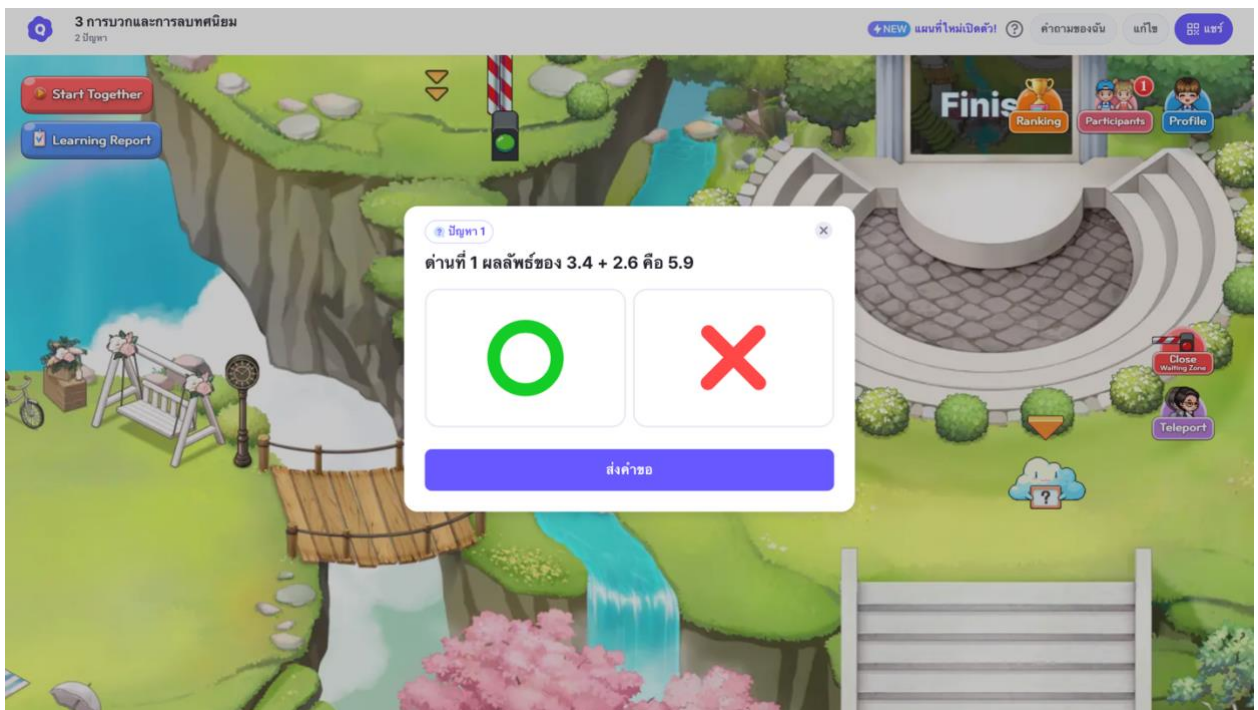 Q
3 การบวกและการลบทศนิยม
2 ปัญหา
NEW แผนที่ใหม่เปิดตัว! ? คำถามของฉัน แก้ไข แชร์
Start Together
Learning Report
Finis
Ranking
Participants
1
Profile
? ปัญหา 1
ด่านที่ 1 ผลลัพธ์ของ 3.4 + 2.6 คือ 5.9
ส่งคำขอ
Close
Waiting Zone
Teleport
?